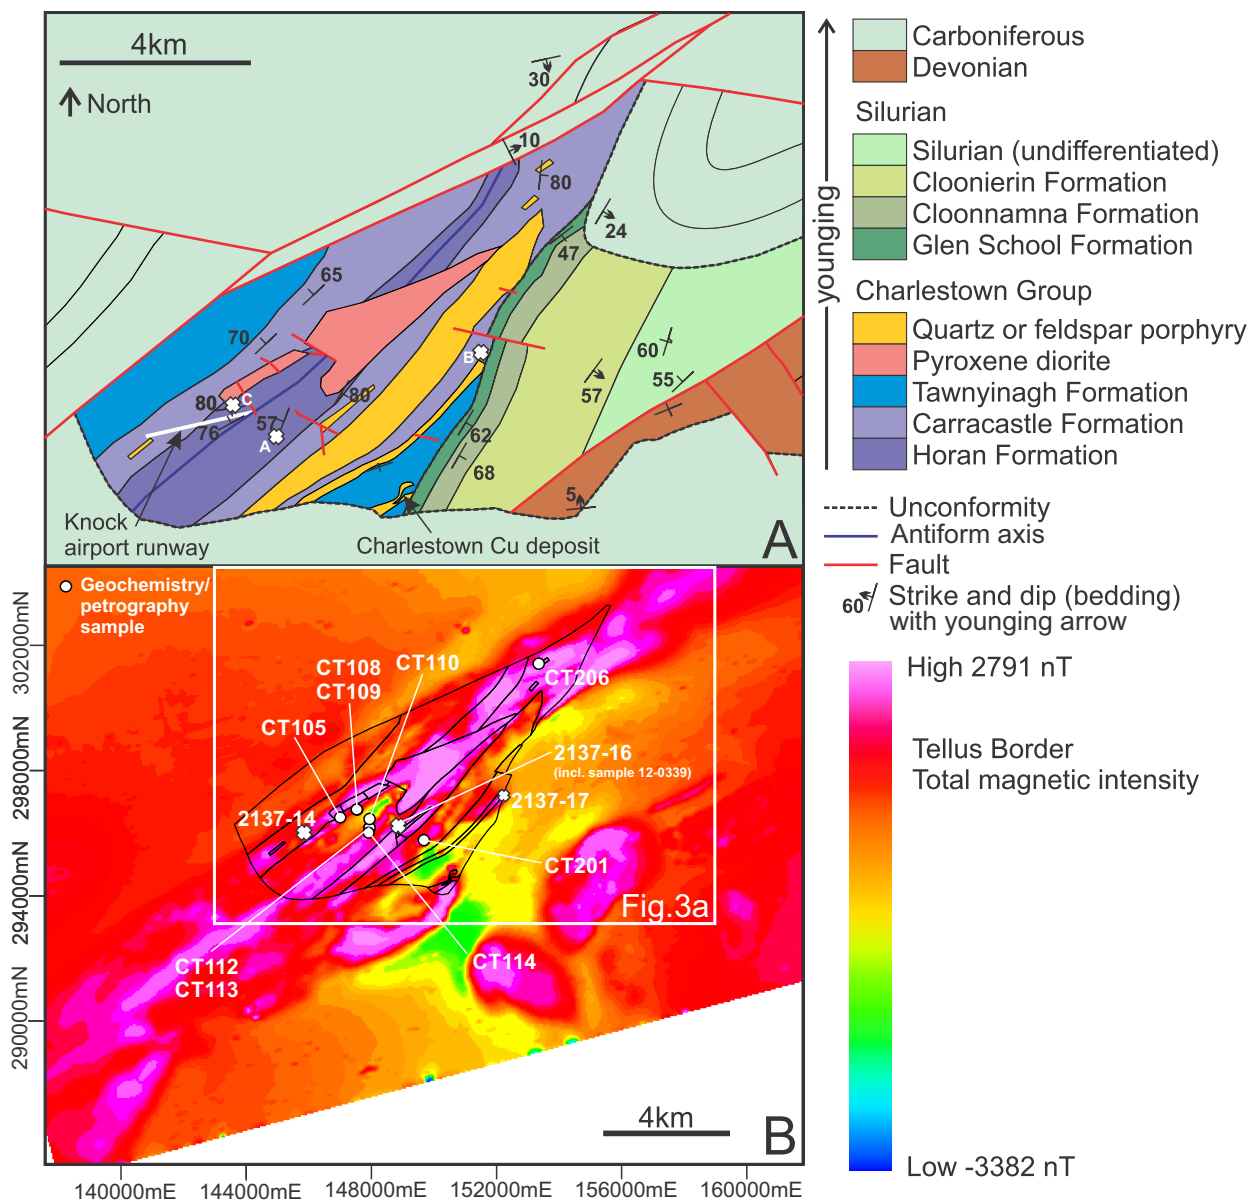 4km
North
30
10
80
24
47
65
70
80
C
76
57
A
80
B
60
55
57
62
68
5
Knock
airport runway
Charlestown Cu deposit
A
Carboniferous
Devonian
Silurian
Silurian (undifferentiated)
Cloonierin Formation
Cloonnamna Formation
Glen School Formation
Charlestown Group
Quartz or feldspar porphyry
Pyroxene diorite
Tawnyinagh Formation
Carracastle Formation
Horan Formation
younging
Unconformity
Antiform axis
Fault
60
Strike and dip (bedding)
with younging arrow
Geochemistry/
petrography
sample
CT108
CT109
CT110
CT206
CT105
2137-16
(incl. sample 12-0339)
2137-14
2137-17
CT201
Fig.3a
CT112
CT113
CT114
4km
B
302000mN
298000mN
294000mN
290000mN
140000mE
144000mE
148000mE
152000mE
156000mE
160000mE
High 2791 nT
Tellus Border
Total magnetic intensity
Low -3382 nT